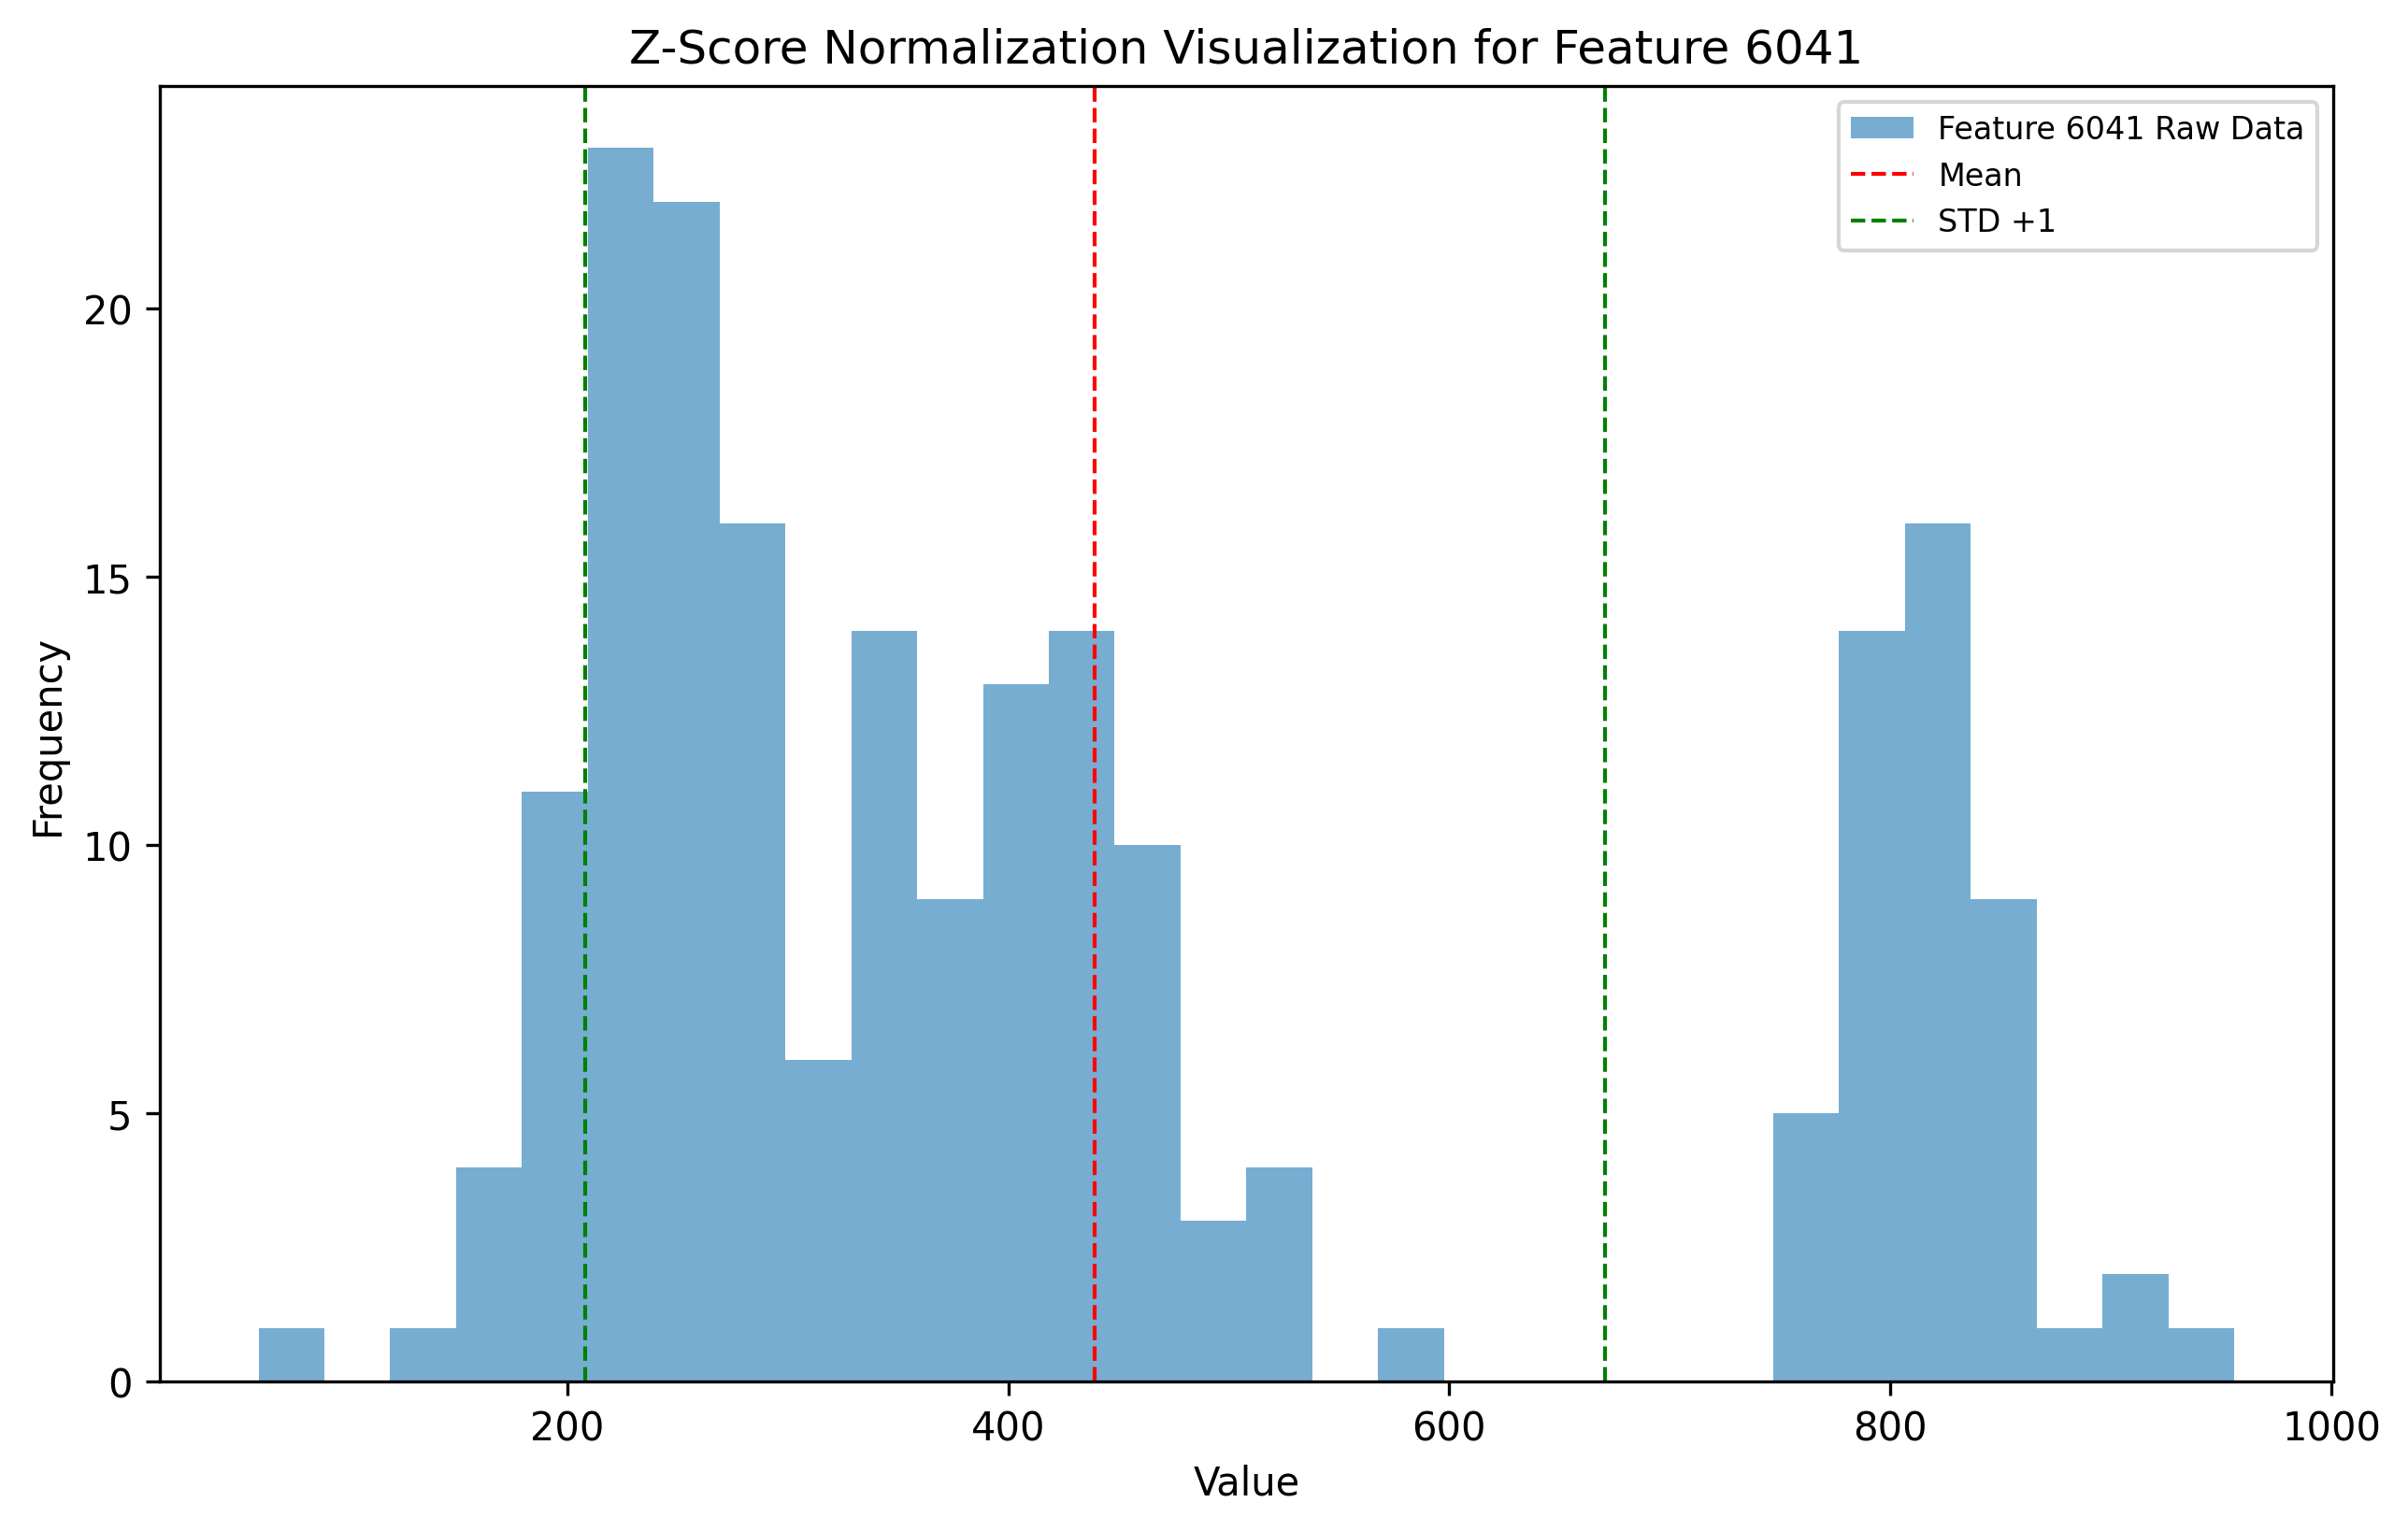 Z-Score Normalization Visualization for Feature 6041
Feature 6041 Raw Data
Mean
STD +1
Frequency
20
15
10
5
0
200 400 600 800 1000
Value